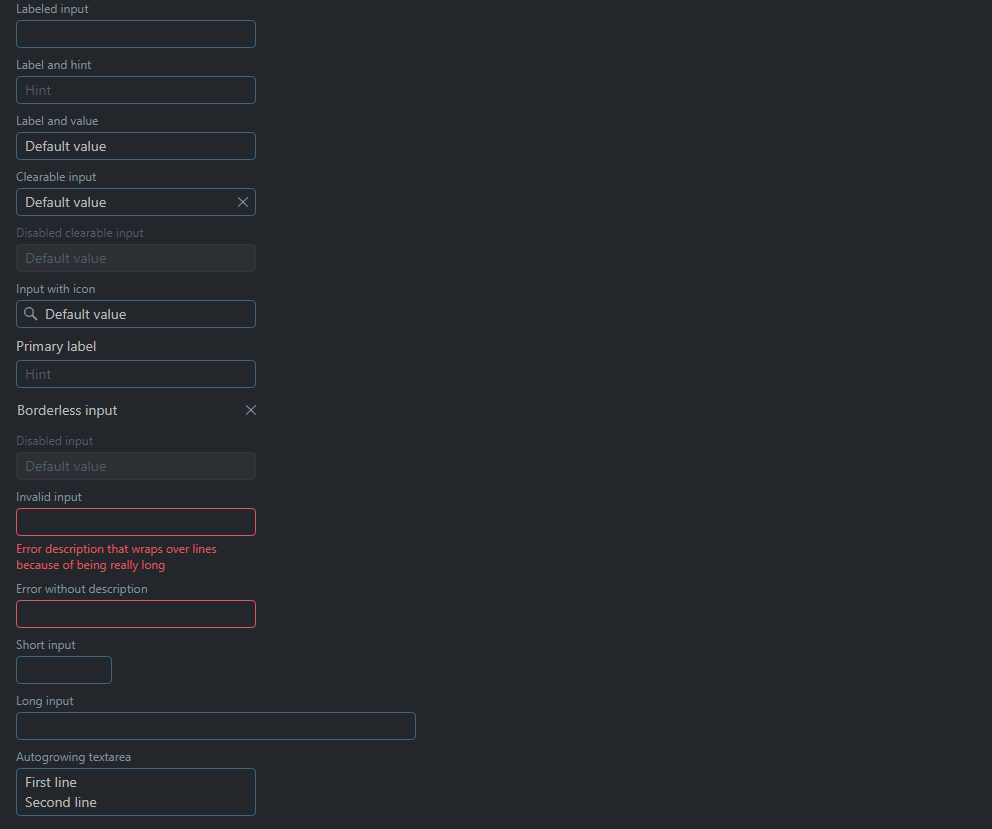 Labeled input
Label and hint
Hint
Label and value
Default value
Clearable input
Default value
Disabled clearable input
Default value
Input with icon
Default value
Primary label
Hint
Borderless input
Disabled input
Default value
Invalid input
Error description that wraps over lines
because of being really long
Error without description
Short input
Long input
Autogrowing textarea
First line
Second line